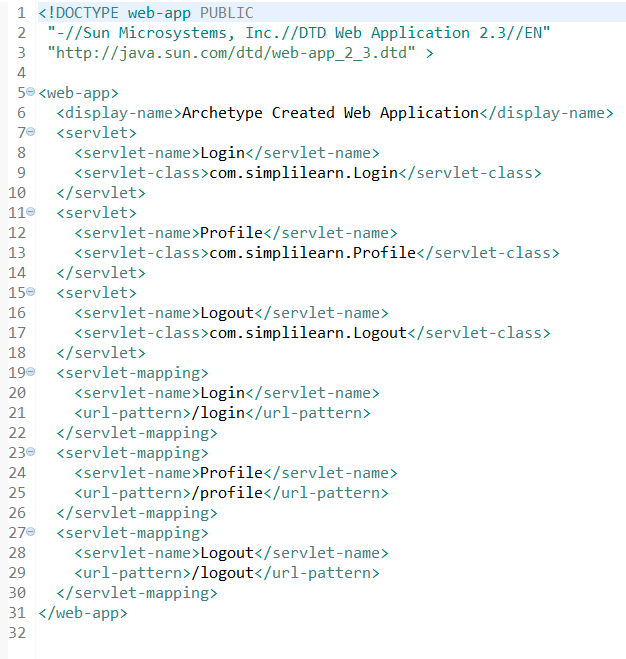 1 <!DOCTYPE web-app PUBLIC
2  "-//Sun Microsystems, Inc.//DTD Web Application 2.3//EN"
3  "http://java.sun.com/dtd/web-app_2_3.dtd" >
4
5 <web-app>
6   <display-name>Archetype Created Web Application</display-name>
7   <servlet>
8     <servlet-name>Login</servlet-name>
9     <servlet-class>com.simplilearn.Login</servlet-class>
10   </servlet>
11   <servlet>
12     <servlet-name>Profile</servlet-name>
13     <servlet-class>com.simplilearn.Profile</servlet-class>
14   </servlet>
15   <servlet>
16     <servlet-name>Logout</servlet-name>
17     <servlet-class>com.simplilearn.Logout</servlet-class>
18   </servlet>
19   <servlet-mapping>
20     <servlet-name>Login</servlet-name>
21     <url-pattern>/login</url-pattern>
22   </servlet-mapping>
23   <servlet-mapping>
24     <servlet-name>Profile</servlet-name>
25     <url-pattern>/profile</url-pattern>
26   </servlet-mapping>
27   <servlet-mapping>
28     <servlet-name>Logout</servlet-name>
29     <url-pattern>/logout</url-pattern>
30   </servlet-mapping>
31 </web-app>
32